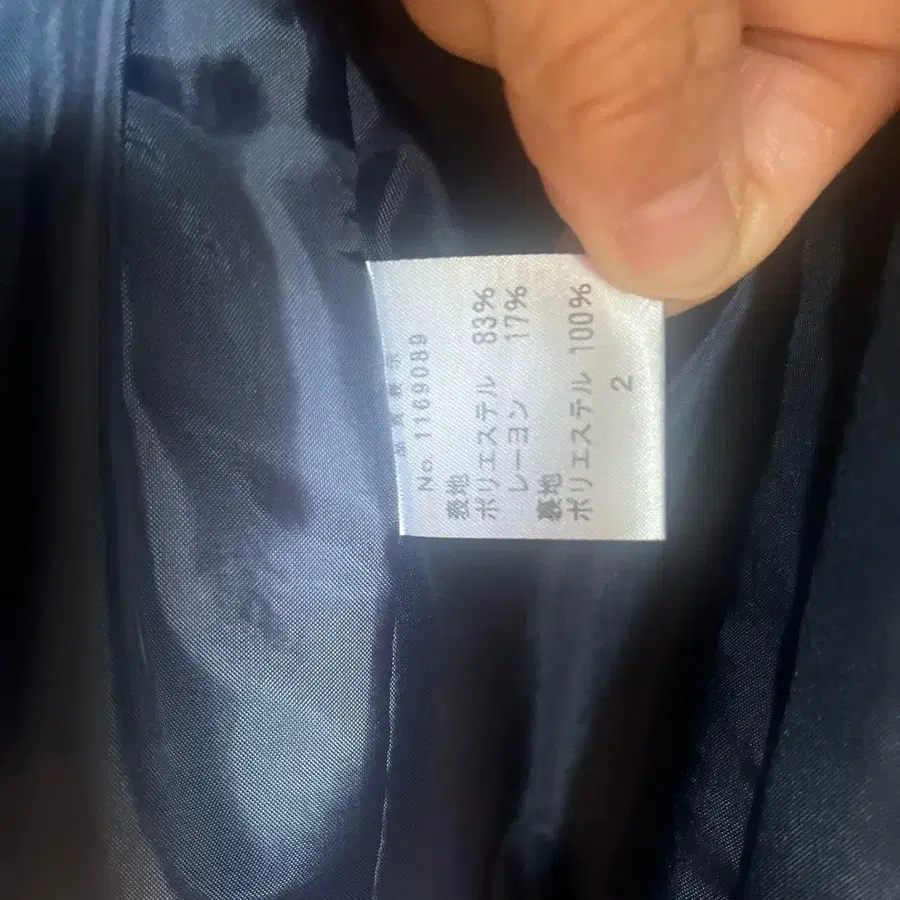 品質表示
No. 1169089
表地
ポリエステル 83%
レーヨン 17%
裏地
ポリエステル 100%
2